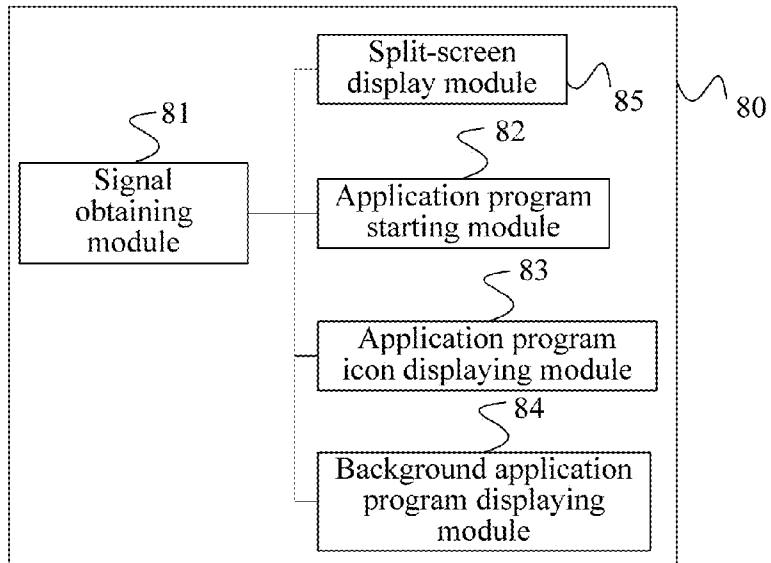 Split-screen
display module
85
80
81
Signal
obtaining
module
82
Application program
starting module
83
Application program
icon displaying module
84
Background application
program displaying
module